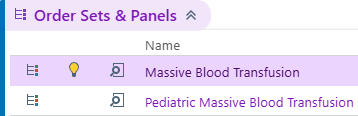 Order Sets & Panels
Name
Massive Blood Transfusion
Pediatric Massive Blood Transfusion